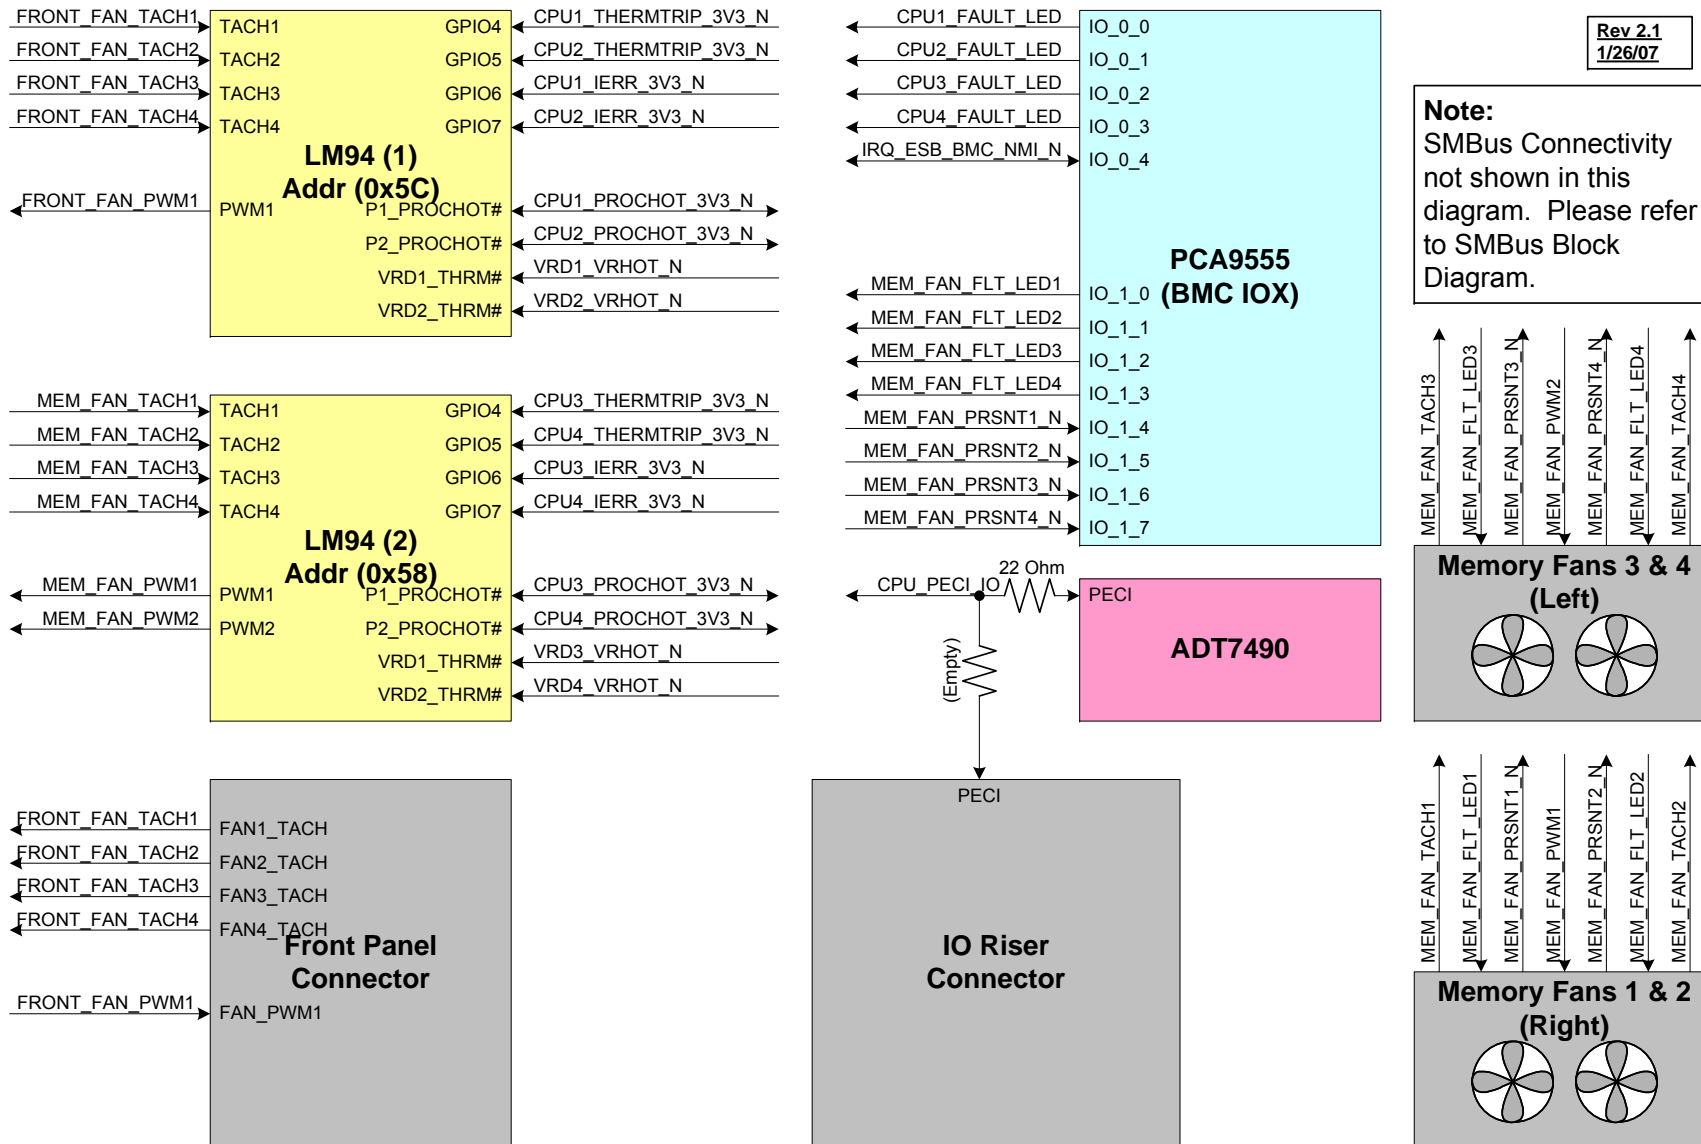 FRONT_FAN_TACH1
FRONT_FAN_TACH2
FRONT_FAN_TACH3
FRONT_FAN_TACH4
FRONT_FAN_PWM1
TACH1
TACH2
TACH3
TACH4
PWM1
LM94 (1)
Addr (0x5C)
GPIO4
GPIO5
GPIO6
GPIO7
P1_PROCHOT#
P2_PROCHOT#
VRD1_THRM#
VRD2_THRM#
CPU1_THERMTRIP_3V3_N
CPU2_THERMTRIP_3V3_N
CPU1_IERR_3V3_N
CPU2_IERR_3V3_N
CPU1_PROCHOT_3V3_N
CPU2_PROCHOT_3V3_N
VRD1_VRHOT_N
VRD2_VRHOT_N
MEM_FAN_TACH1
MEM_FAN_TACH2
MEM_FAN_TACH3
MEM_FAN_TACH4
MEM_FAN_PWM1
MEM_FAN_PWM2
TACH1
TACH2
TACH3
TACH4
PWM1
PWM2
LM94 (2)
Addr (0x58)
GPIO4
GPIO5
GPIO6
GPIO7
P1_PROCHOT#
P2_PROCHOT#
VRD1_THRM#
VRD2_THRM#
CPU3_THERMTRIP_3V3_N
CPU4_THERMTRIP_3V3_N
CPU3_IERR_3V3_N
CPU4_IERR_3V3_N
CPU3_PROCHOT_3V3_N
CPU4_PROCHOT_3V3_N
VRD3_VRHOT_N
VRD4_VRHOT_N
FRONT_FAN_TACH1
FRONT_FAN_TACH2
FRONT_FAN_TACH3
FRONT_FAN_TACH4
FRONT_FAN_PWM1
FAN1_TACH
FAN2_TACH
FAN3_TACH
FAN4_TACH
FAN_PWM1
Front Panel
Connector
CPU1_FAULT_LED
CPU2_FAULT_LED
CPU3_FAULT_LED
CPU4_FAULT_LED
IRQ_ESB_BMC_NMI_N
MEM_FAN_FLT_LED1
MEM_FAN_FLT_LED2
MEM_FAN_FLT_LED3
MEM_FAN_FLT_LED4
MEM_FAN_PRSNT1_N
MEM_FAN_PRSNT2_N
MEM_FAN_PRSNT3_N
MEM_FAN_PRSNT4_N
IO_0_0
IO_0_1
IO_0_2
IO_0_3
IO_0_4
IO_1_0
IO_1_1
IO_1_2
IO_1_3
IO_1_4
IO_1_5
IO_1_6
IO_1_7
PCA9555
(BMC IOX)
CPU_PECI_IO
22 Ohm
(Empty)
PECI
ADT7490
PECI
IO Riser
Connector
Rev 2.1
1/26/07
Note:
SMBus Connectivity
not shown in this
diagram. Please refer
to SMBus Block
Diagram.
MEM_FAN_TACH3
MEM_FAN_FLT_LED3
MEM_FAN_PRSNT3_N
MEM_FAN_PWM2
MEM_FAN_PRSNT4_N
MEM_FAN_FLT_LED4
MEM_FAN_TACH4
Memory Fans 3 & 4
(Left)
MEM_FAN_TACH1
MEM_FAN_FLT_LED1
MEM_FAN_PRSNT1_N
MEM_FAN_PWM1
MEM_FAN_PRSNT2_N
MEM_FAN_FLT_LED2
MEM_FAN_TACH2
Memory Fans 1 & 2
(Right)